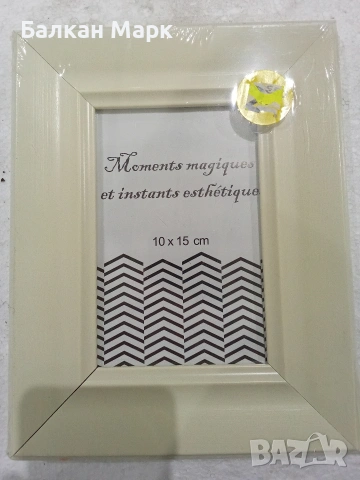 Балкан Марк
Moments magiques
et instants esthétique
10 x 15 cm
BAZAR